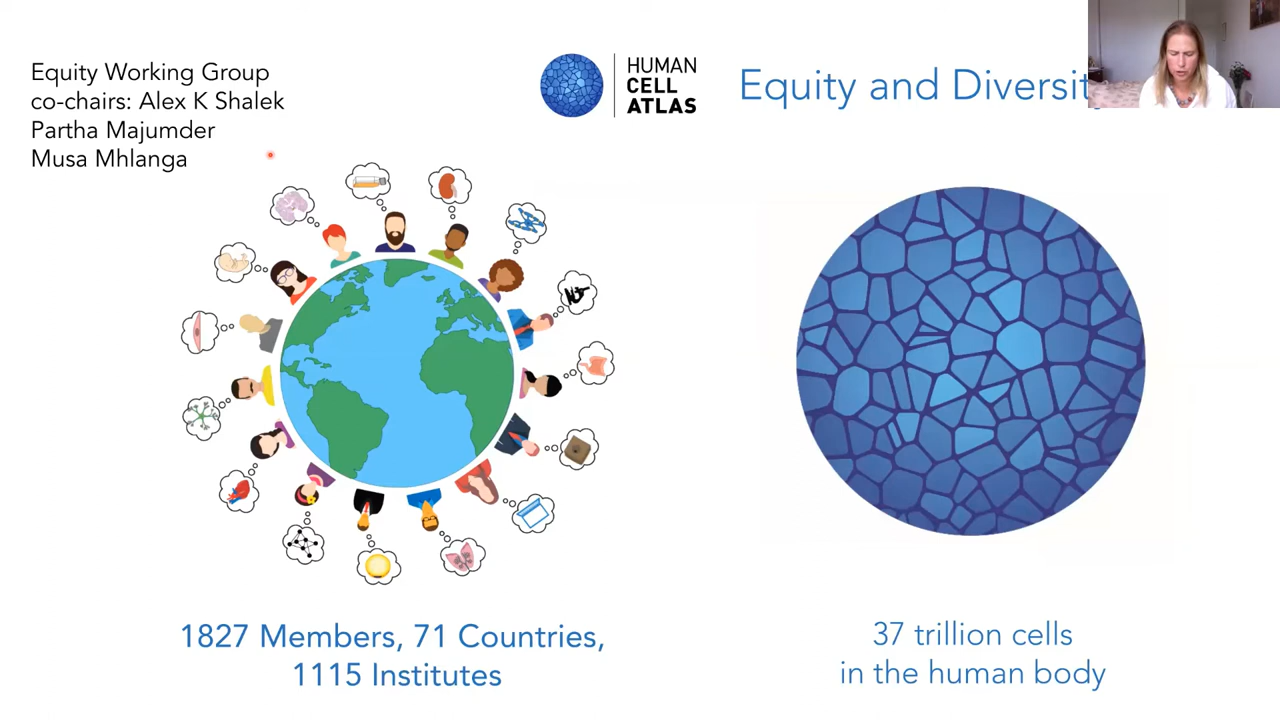 Equity Working Group
co-chairs: Alex K Shalek
Partha Majumder
Musa Mhlanga
HUMAN
CELL
ATLAS
Equity and Diversity
1827 Members, 71 Countries,
1115 Institutes
37 trillion cells
in the human body